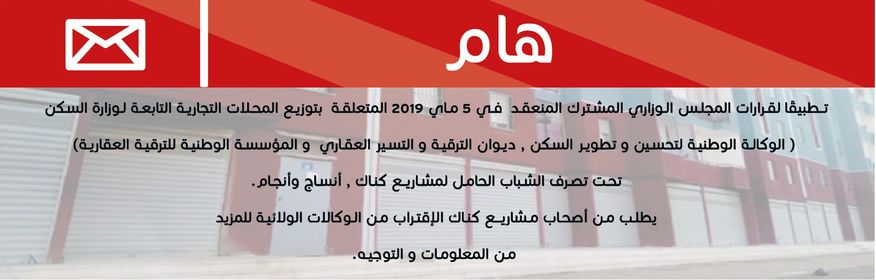 هام
تطبيقًا لقرارات المجلس الوزاري المشترك المنعقد في 5 ماي 2019 المتعلقة بتوزيع المحلات التجارية التابعة لوزارة السكن
( الوكالة الوطنية لتحسين و تطوير السكن , ديوان الترقية و التسير العقاري و المؤسسة الوطنية للترقية العقارية)
تحت تصرف الشباب الحامل لمشاريع كناك , أنساج وأنجام.
يطلب من أصحاب مشاريع كناك الإقتراب من الوكالات الولائية للمزيد
من المعلومات و التوجيه.